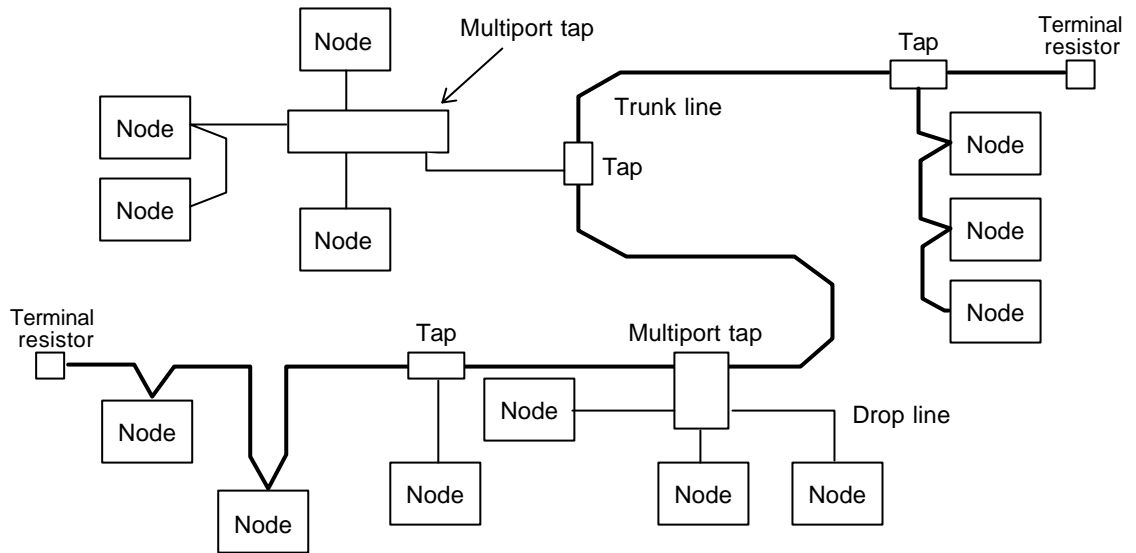 Node
Multiport tap
Tap
Terminal
resistor
Trunk line
Node
Node
Tap
Node
Node
Node
Node
Node
Terminal
resistor
Tap
Multiport tap
Node
Node
Drop line
Node
Node
Node
Node